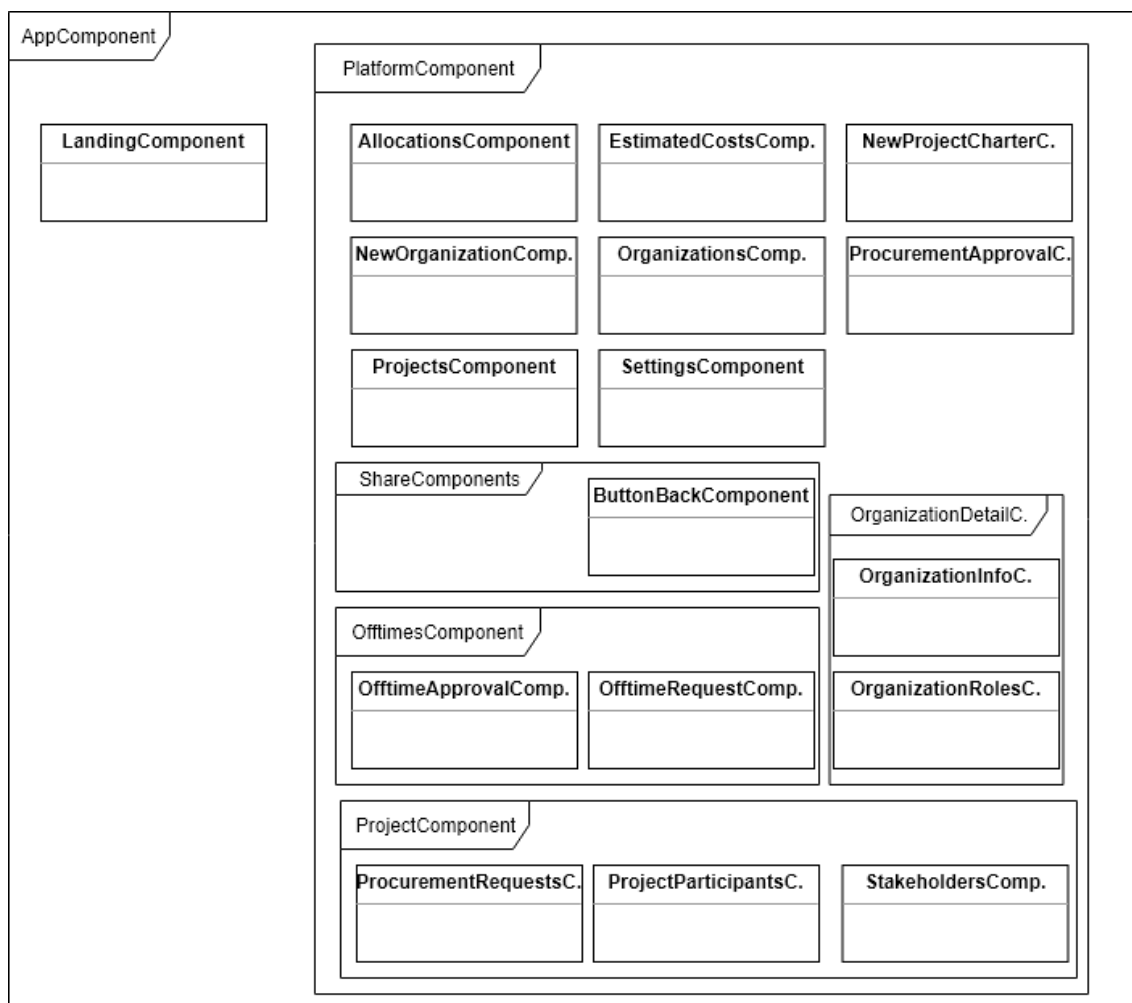 AppComponent
PlatformComponent
LandingComponent
AllocationsComponent
EstimatedCostsComp.
NewProjectCharterC.
NewOrganizationComp.
OrganizationsComp.
ProcurementApprovalC.
ProjectsComponent
SettingsComponent
ShareComponents
ButtonBackComponent
OrganizationDetailC.
OrganizationInfoC.
OfftimesComponent
OfftimeApprovalComp.
OfftimeRequestComp.
OrganizationRolesC.
ProjectComponent
ProcurementRequestsC.
ProjectParticipantsC.
StakeholdersComp.